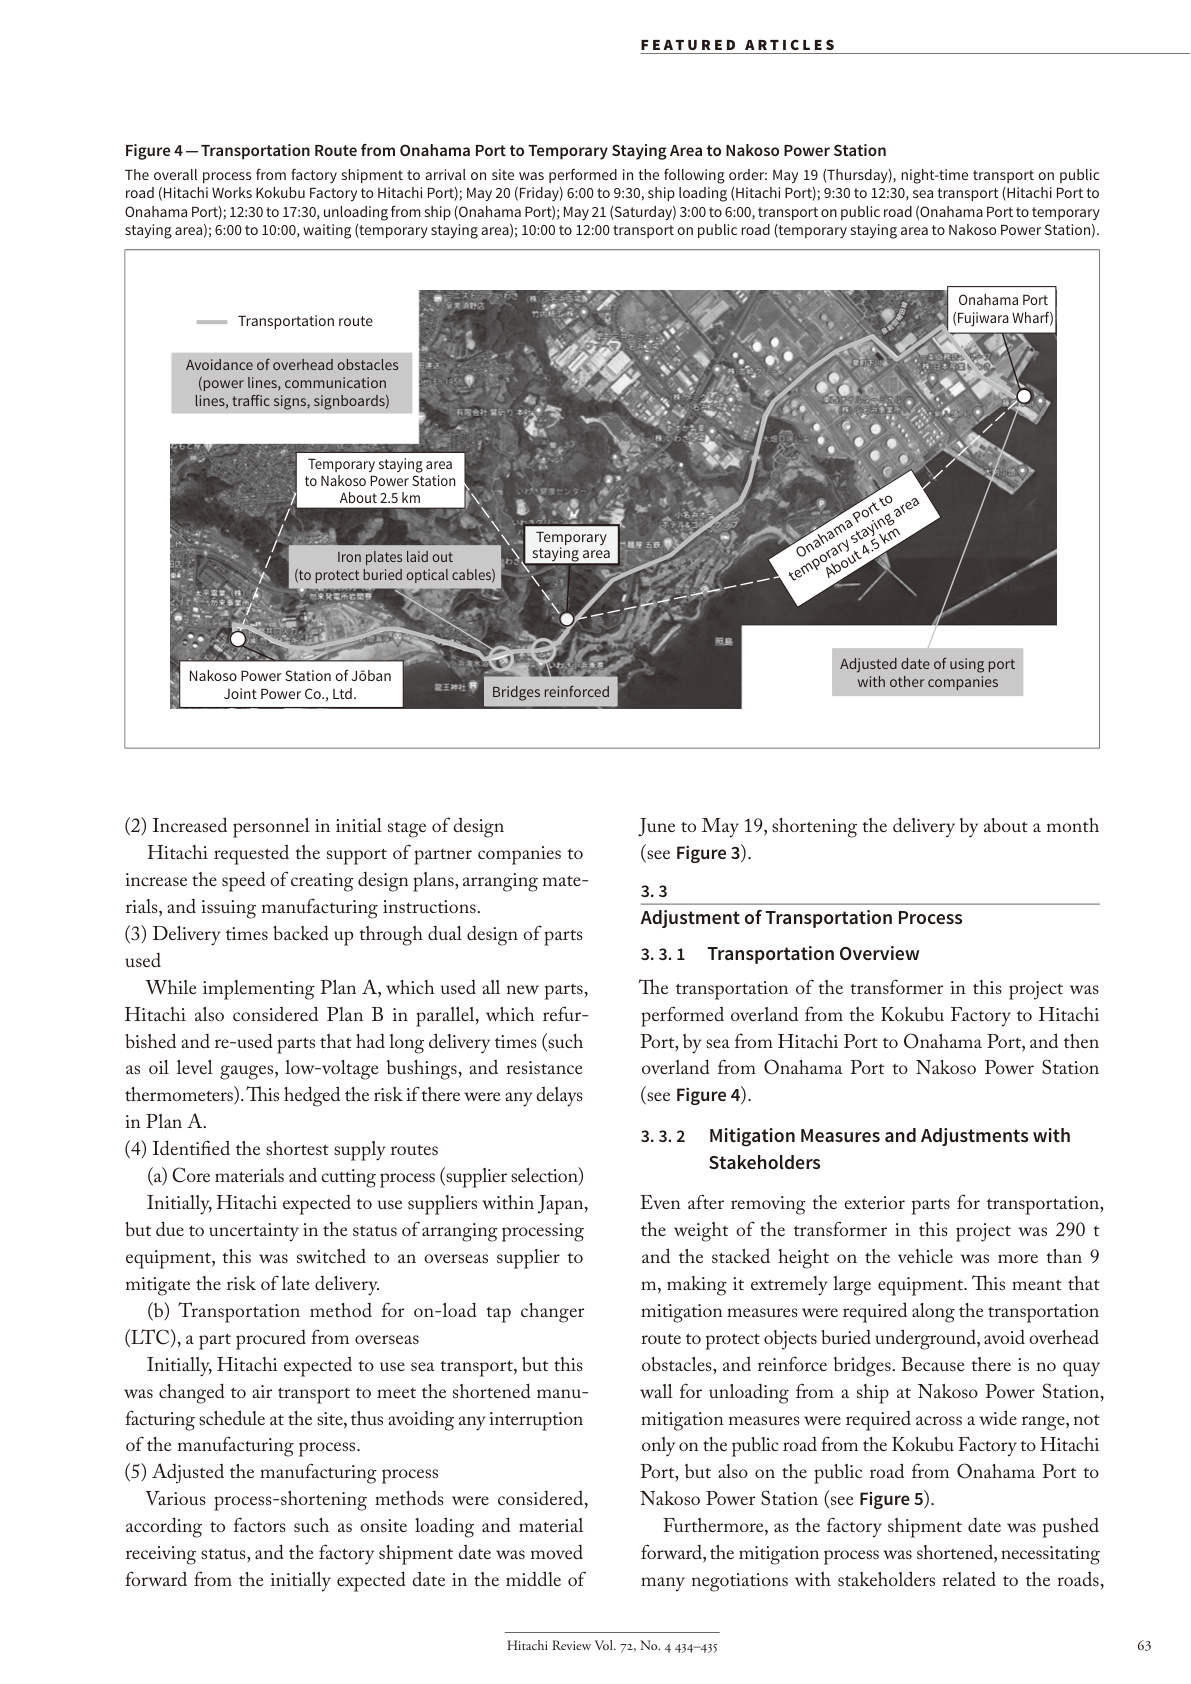 FEATURED ARTICLES
Figure 4 — Transportation Route from Onahama Port to Temporary Staying Area to Nakoso Power Station
The overall process from factory shipment to arrival on site was performed in the following order: May 19 (Thursday), night-time transport on public
road (Hitachi Works Kokubu Factory to Hitachi Port); May 20 (Friday) 6:00 to 9:30, ship loading (Hitachi Port); 9:30 to 12:30, sea transport (Hitachi Port to
Onahama Port); 12:30 to 17:30, unloading from ship (Onahama Port); May 21 (Saturday) 3:00 to 6:00, transport on public road (Onahama Port to temporary
staying area); 6:00 to 10:00, waiting (temporary staying area); 10:00 to 12:00 transport on public road (temporary staying area to Nakoso Power Station).
Onahama Port
(Fujiwara Wharf)
Transportation route
Avoidance of overhead obstacles
(power lines, communication
lines, traffic signs, signboards)
Temporary staying area
to Nakoso Power Station
About 2.5 km
Onahama Port to
temporary staying area
About 4.5 km
Temporary
staying area
Iron plates laid out
(to protect buried optical cables)
照島
Adjusted date of using port
with other companies
Nakoso Power Station of Jōban
Joint Power Co., Ltd.
龍王神社
Bridges reinforced
(2) Increased personnel in initial stage of design
Hitachi requested the support of partner companies to
increase the speed of creating design plans, arranging mate-
rials, and issuing manufacturing instructions.
(3) Delivery times backed up through dual design of parts
used
While implementing Plan A, which used all new parts,
Hitachi also considered Plan B in parallel, which refur-
bished and re-used parts that had long delivery times (such
as oil level gauges, low-voltage bushings, and resistance
thermometers). This hedged the risk if there were any delays
in Plan A.
(4) Identified the shortest supply routes
(a) Core materials and cutting process (supplier selection)
Initially, Hitachi expected to use suppliers within Japan,
but due to uncertainty in the status of arranging processing
equipment, this was switched to an overseas supplier to
mitigate the risk of late delivery.
(b) Transportation method for on-load tap changer
(LTC), a part procured from overseas
Initially, Hitachi expected to use sea transport, but this
was changed to air transport to meet the shortened manu-
facturing schedule at the site, thus avoiding any interruption
of the manufacturing process.
(5) Adjusted the manufacturing process
Various process-shortening methods were considered,
according to factors such as onsite loading and material
receiving status, and the factory shipment date was moved
forward from the initially expected date in the middle of
June to May 19, shortening the delivery by about a month
(see Figure 3).
3. 3
Adjustment of Transportation Process
3. 3. 1 Transportation Overview
The transportation of the transformer in this project was
performed overland from the Kokubu Factory to Hitachi
Port, by sea from Hitachi Port to Onahama Port, and then
overland from Onahama Port to Nakoso Power Station
(see Figure 4).
3. 3. 2 Mitigation Measures and Adjustments with
Stakeholders
Even after removing the exterior parts for transportation,
the weight of the transformer in this project was 290 t
and the stacked height on the vehicle was more than 9
m, making it extremely large equipment. This meant that
mitigation measures were required along the transportation
route to protect objects buried underground, avoid overhead
obstacles, and reinforce bridges. Because there is no quay
wall for unloading from a ship at Nakoso Power Station,
mitigation measures were required across a wide range, not
only on the public road from the Kokubu Factory to Hitachi
Port, but also on the public road from Onahama Port to
Nakoso Power Station (see Figure 5).
Furthermore, as the factory shipment date was pushed
forward, the mitigation process was shortened, necessitating
many negotiations with stakeholders related to the roads,
Hitachi Review Vol. 72, No. 4 434–435
63